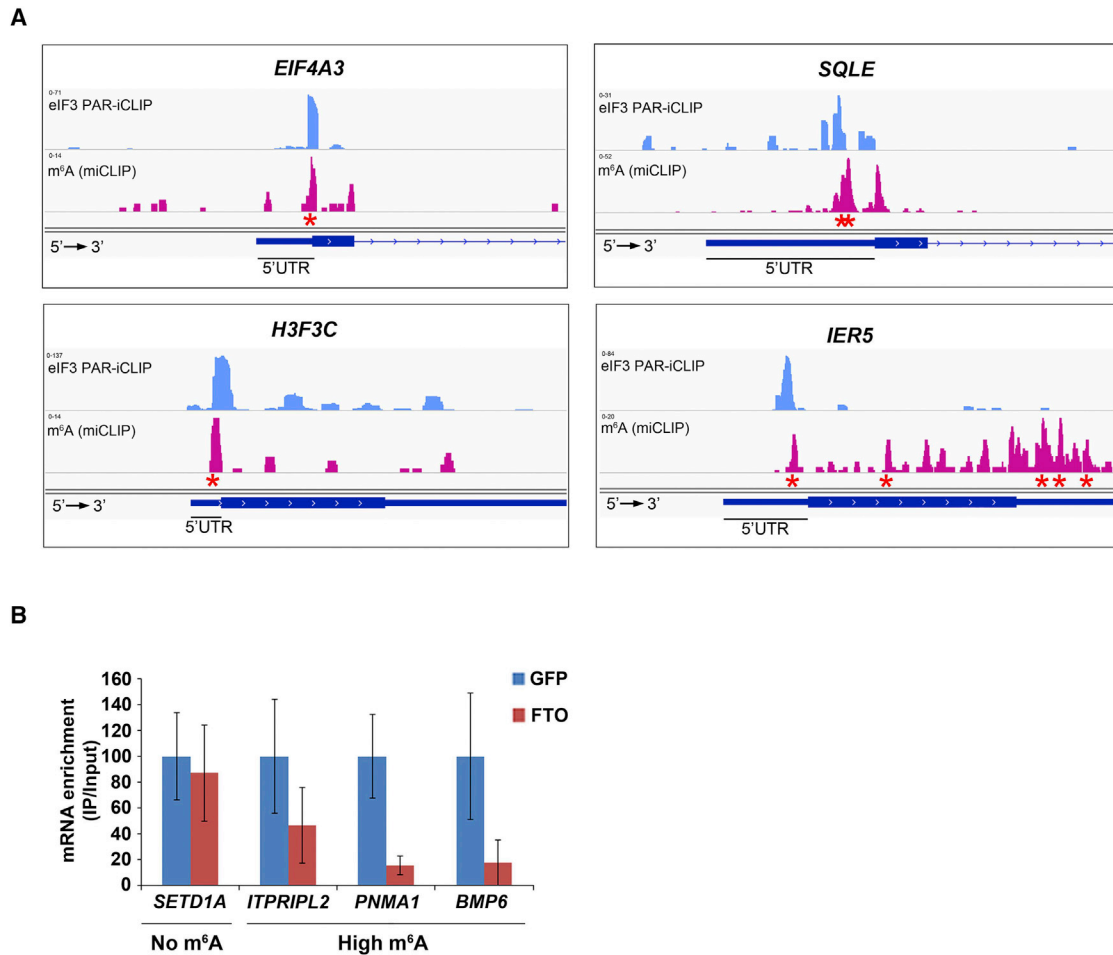 A
EIF4A3
0-71
eIF3 PAR-iCLIP
0-14
m⁶A (miCLIP)
*
5' → 3'
5'UTR
SQLE
0-31
eIF3 PAR-iCLIP
0-52
m⁶A (miCLIP)
**
5' → 3'
5'UTR
H3F3C
0-137
eIF3 PAR-iCLIP
0-14
m⁶A (miCLIP)
*
5' → 3'
5'UTR
IER5
0-84
eIF3 PAR-iCLIP
0-20
m⁶A (miCLIP)
* * * * *
5' → 3'
5'UTR
B
mRNA enrichment
(IP/Input)
160
140
120
100
80
60
40
20
0
GFP
FTO
SETD1A ITPRIPL2 PNMA1 BMP6
No m⁶A High m⁶A